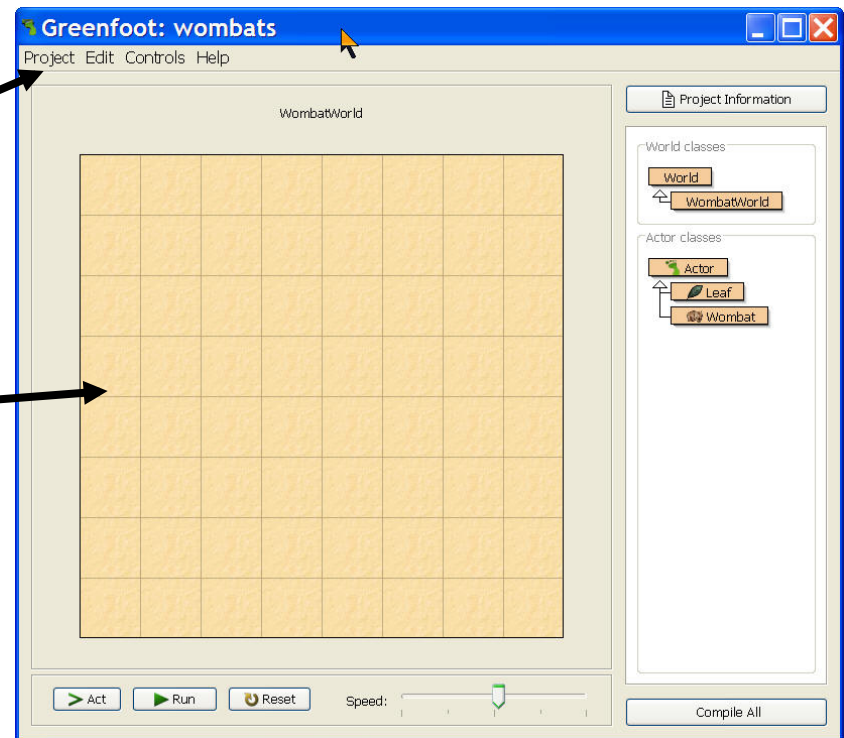 Greenfoot: wombats
Project Edit Controls Help
WombatWorld
Project Information
World classes
World
WombatWorld
Actor classes
Actor
Leaf
Wombat
Act Run Reset Speed:
Compile All